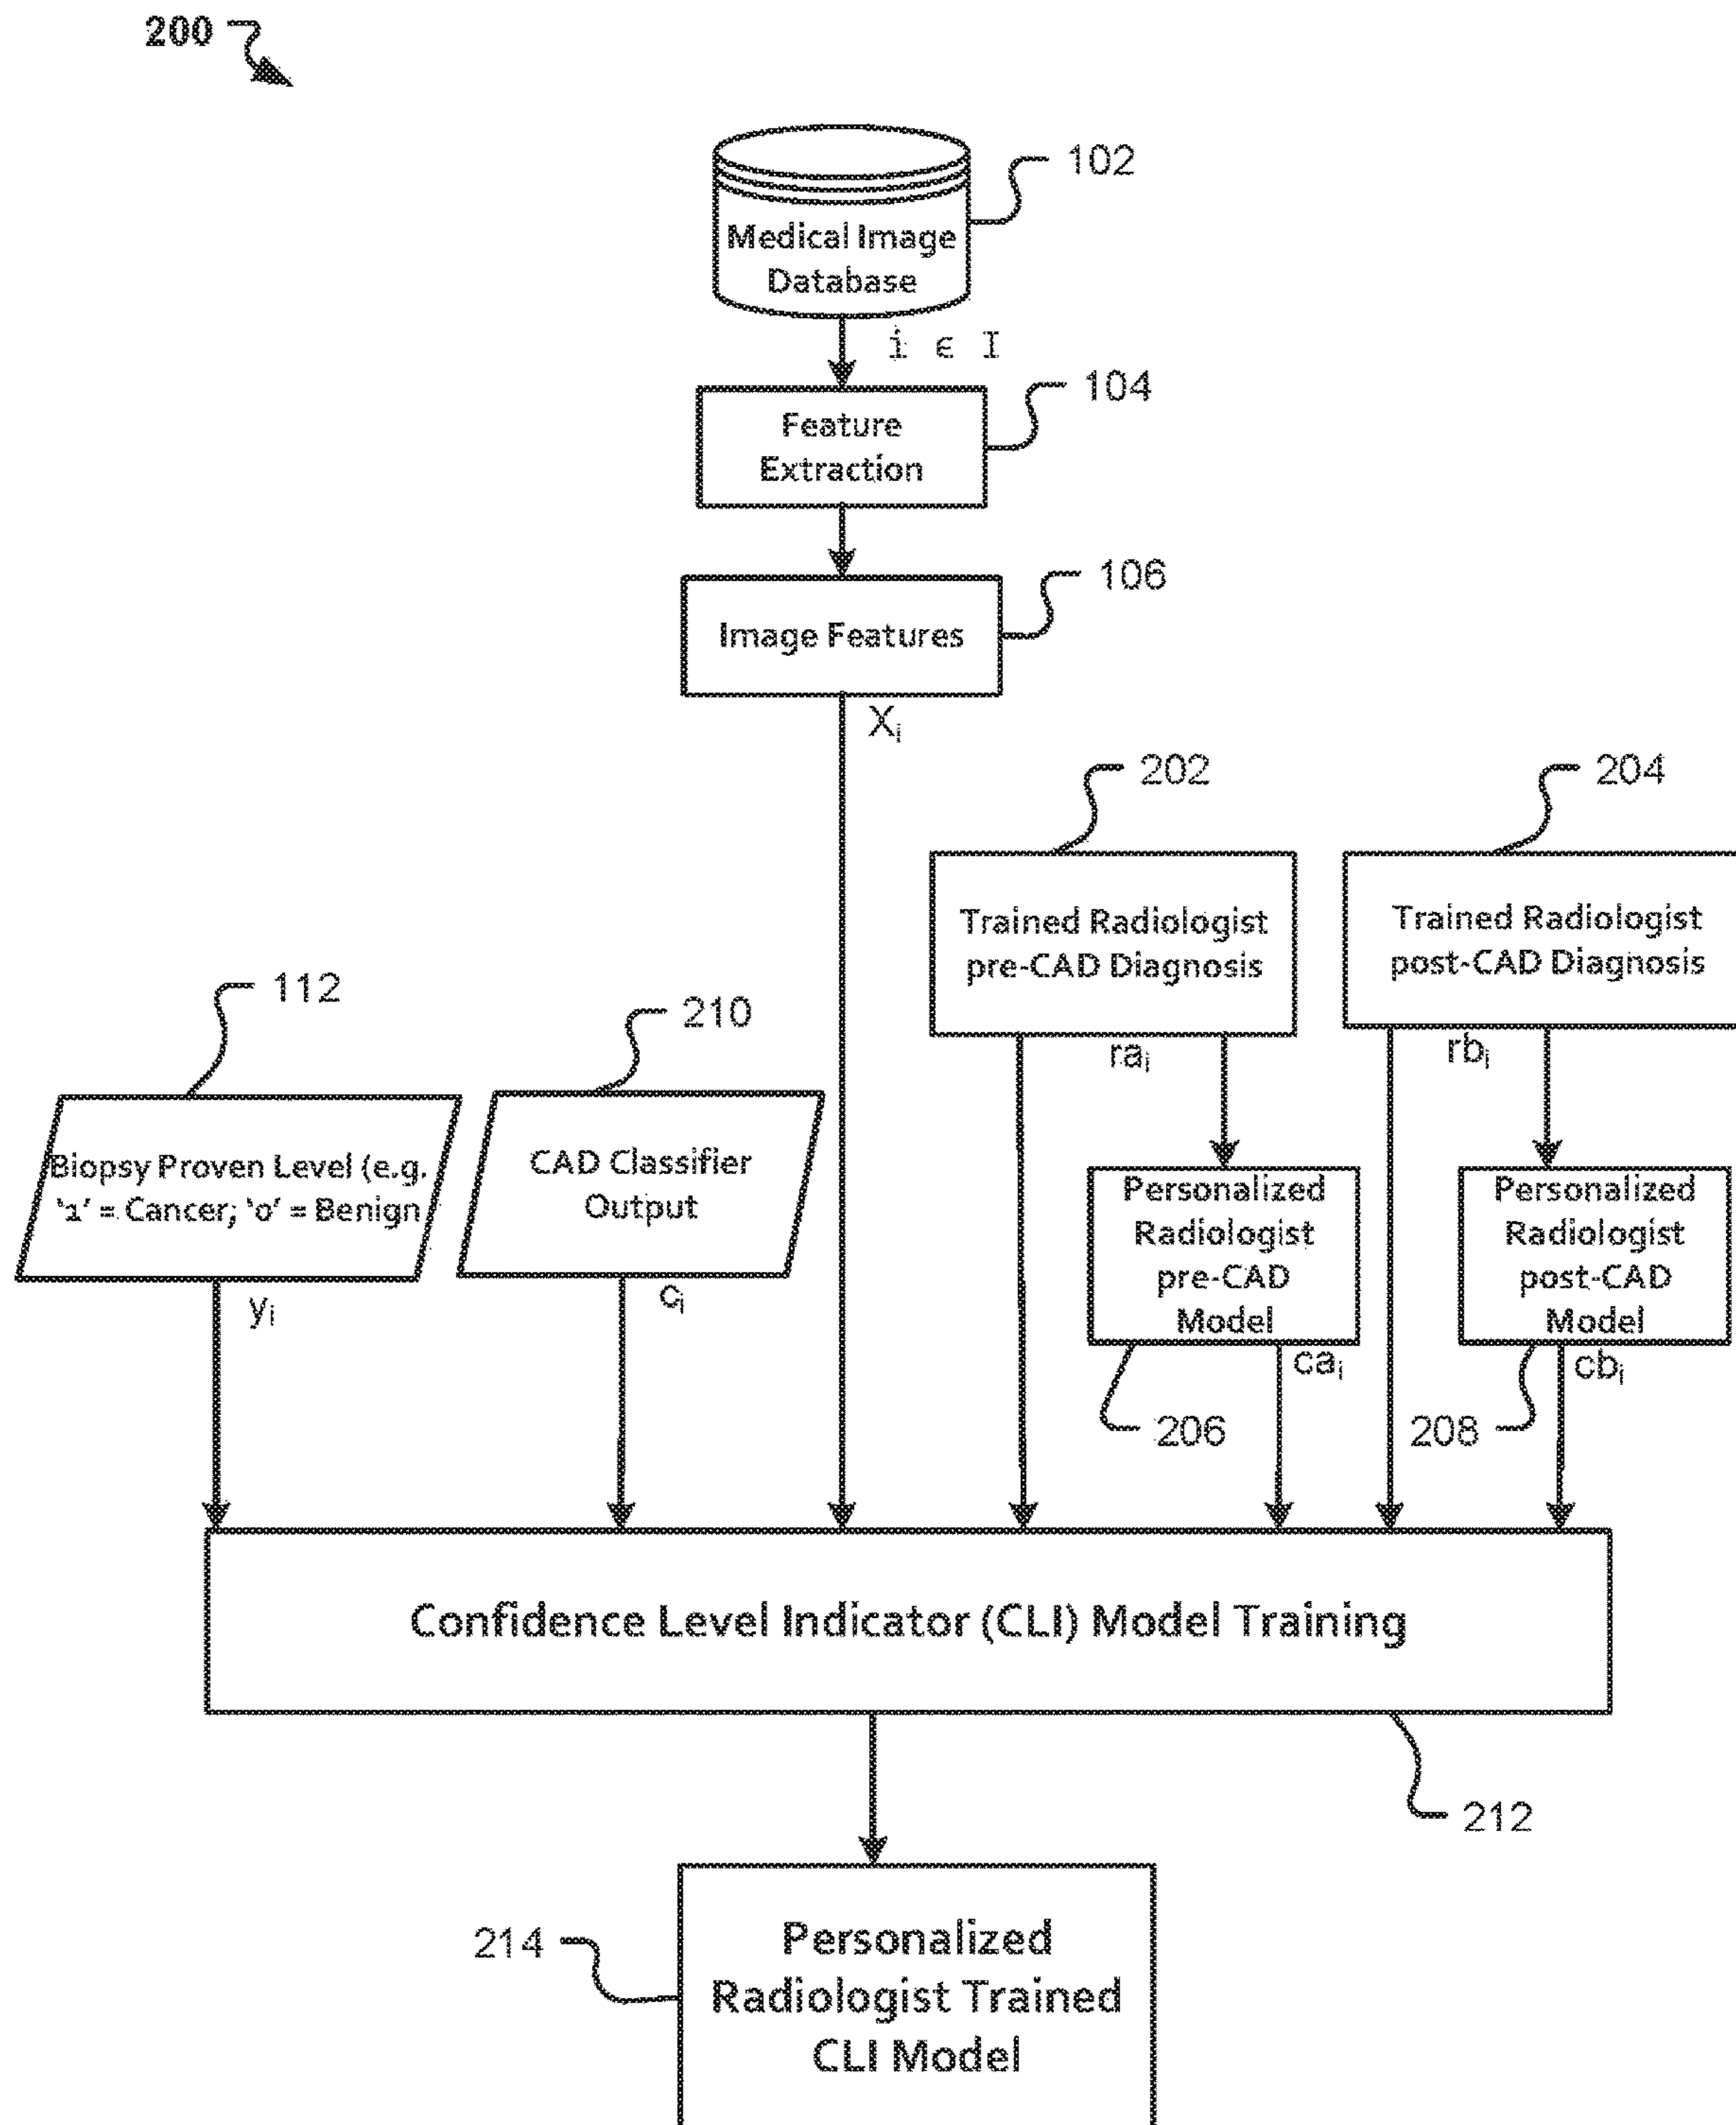 200
102
Medical Image
Database
i ϵ I
104
Feature
Extraction
106
Image Features
Xi
202
204
Trained Radiologist
pre-CAD Diagnosis
Trained Radiologist
post-CAD Diagnosis
112
210
rai
rbi
Biopsy Proven Level (e.g.
‘1’ = Cancer; ‘0’ = Benign
CAD Classifier
Output
Personalized
Radiologist
pre-CAD
Model
Personalized
Radiologist
post-CAD
Model
yi
ci
cai
cbi
206
208
Confidence Level Indicator (CLI) Model Training
212
214
Personalized
Radiologist Trained
CLI Model